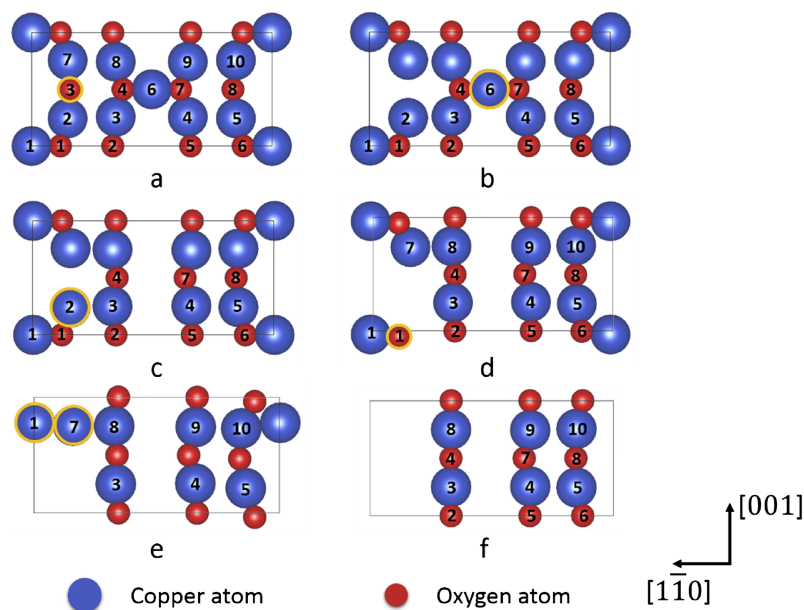 7 8 9 10
3 4 6 7 8
2 3 4 5
1 1 2 5 6
a
4 6 7 8
2 3 4 5
1 1 2 5 6
b
4 7 8
2 3 4 5
1 1 2 5 6
c
7 8 9 10
4 7 8
3 4 5
1 1 2 5 6
d
1 7 8 9 10
3 4 5
e
8 9 10
4 7 8
3 4 5
2 5 6
f
[001]
[11̅0]
Copper atom
Oxygen atom